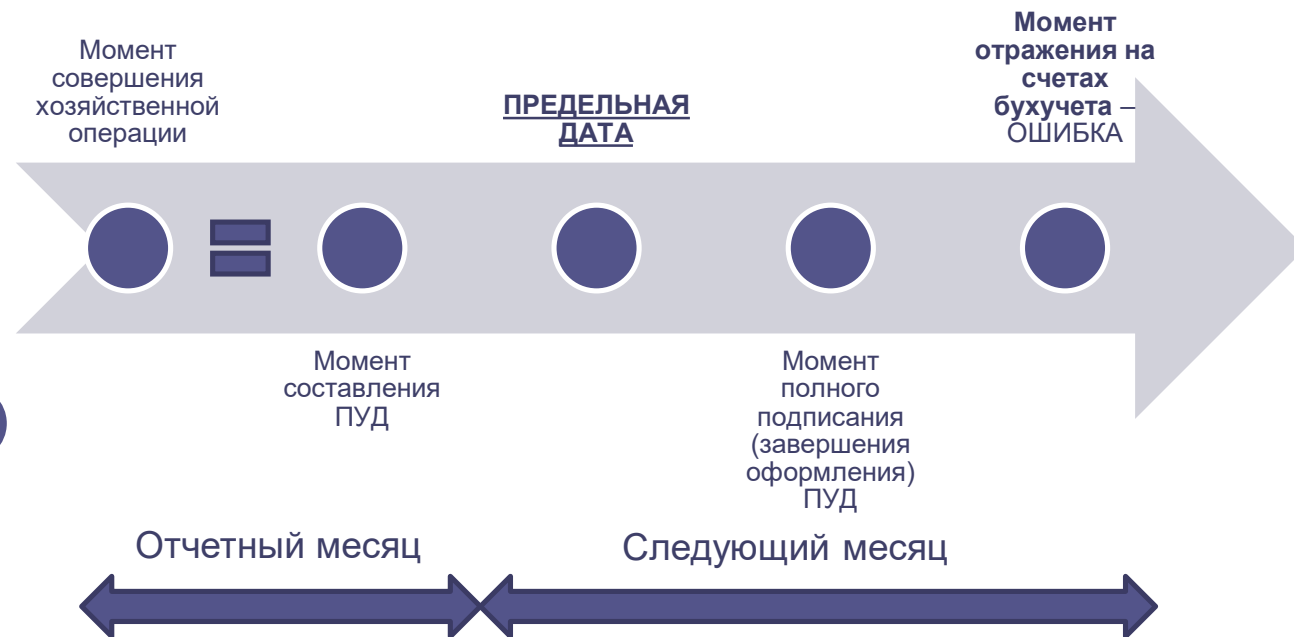 Момент
совершения
хозяйственной
операции
ПРЕДЕЛЬНАЯ
ДАТА
Момент
отражения на
счетах
бухучета –
ОШИБКА
Момент
составления
ПУД
Момент
полного
подписания
(завершения
оформления)
ПУД
Отчетный месяц
Следующий месяц